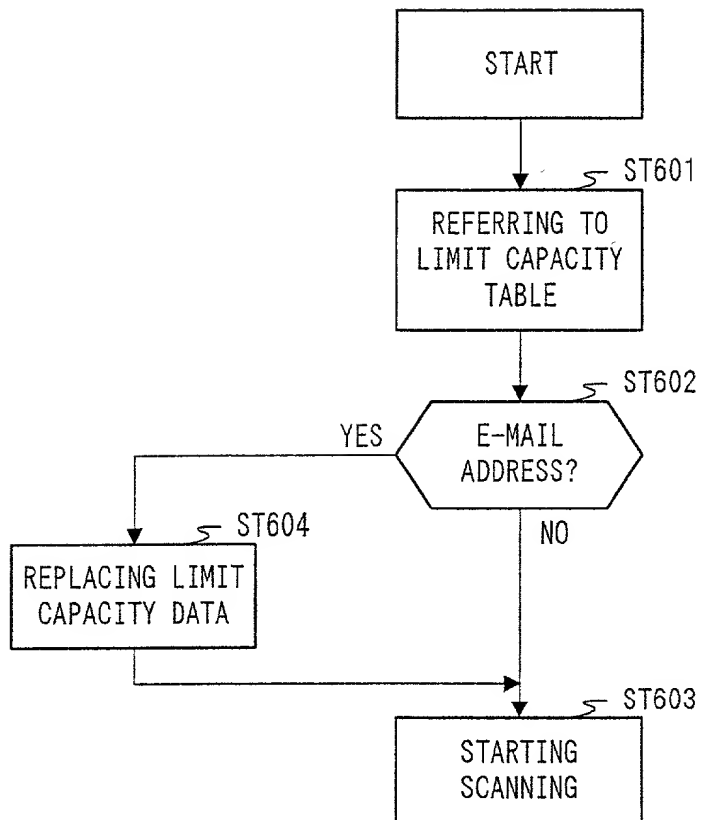 START
ST601
REFERRING TO
LIMIT CAPACITY
TABLE
ST602
YES
E-MAIL
ADDRESS?
NO
ST604
REPLACING LIMIT
CAPACITY DATA
ST603
STARTING
SCANNING